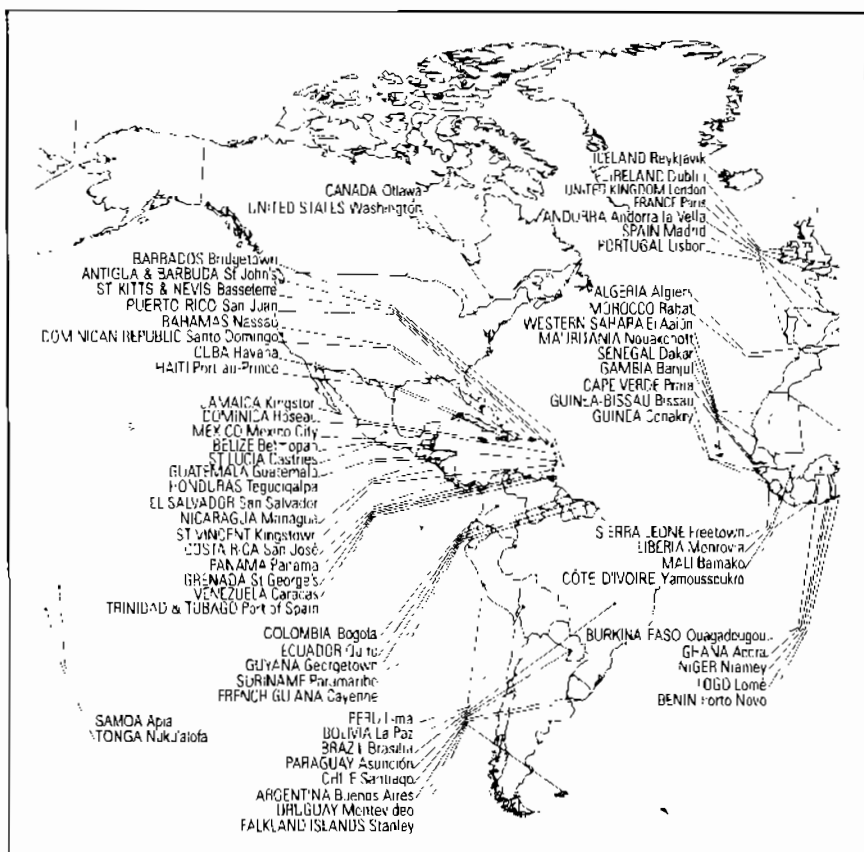 ICELAND Reykjavik
IRELAND Dublin
UNITED KINGDOM London
FRANCE Paris
ANDORRA Andorra la Vella
SPAIN Madrid
PORTUGAL Lisbon
CANADA Ottawa
UNITED STATES Washington
BARBADOS Bridgetown
ANTIGUA & BARBUDA St John's
ST KITTS & NEVIS Basseterre
PUERTO RICO San Juan
BAHAMAS Nassau
DOMINICAN REPUBLIC Santo Domingo
CUBA Havana
HAITI Port-au-Prince
ALGERIA Algiers
MOROCCO Rabat
WESTERN SAHARA El Aaiún
MAURITANIA Nouakchott
SENEGAL Dakar
GAMBIA Banjul
CAPE VERDE Praia
GUINEA-BISSAU Bissau
GUINEA Conakry
JAMAICA Kingston
DOMINICA Roseau
MEXICO Mexico City
BELIZE Belmopan
ST LUCIA Castries
GUATEMALA Guatemala
HONDURAS Tegucigalpa
EL SALVADOR San Salvador
NICARAGUA Managua
ST VINCENT Kingstown
COSTA RICA San José
PANAMA Panama
GRENADA St George's
VENEZUELA Caracas
TRINIDAD & TOBAGO Port of Spain
SIERRA LEONE Freetown
LIBERIA Monrovia
MALI Bamako
CÔTE D'IVOIRE Yamoussoukro
COLOMBIA Bogota
ECUADOR Quito
GUYANA Georgetown
SURINAME Paramaribo
FRENCH GUIANA Cayenne
BURKINA FASO Ouagadougou
GHANA Accra
NIGER Niamey
TOGO Lomé
BENIN Porto Novo
SAMOA Apia
TONGA Nuku'alofa
PERU Lima
BOLIVIA La Paz
BRAZIL Brasilia
PARAGUAY Asunción
CHILE Santiago
ARGENTINA Buenos Aires
URUGUAY Montevideo
FALKLAND ISLANDS Stanley